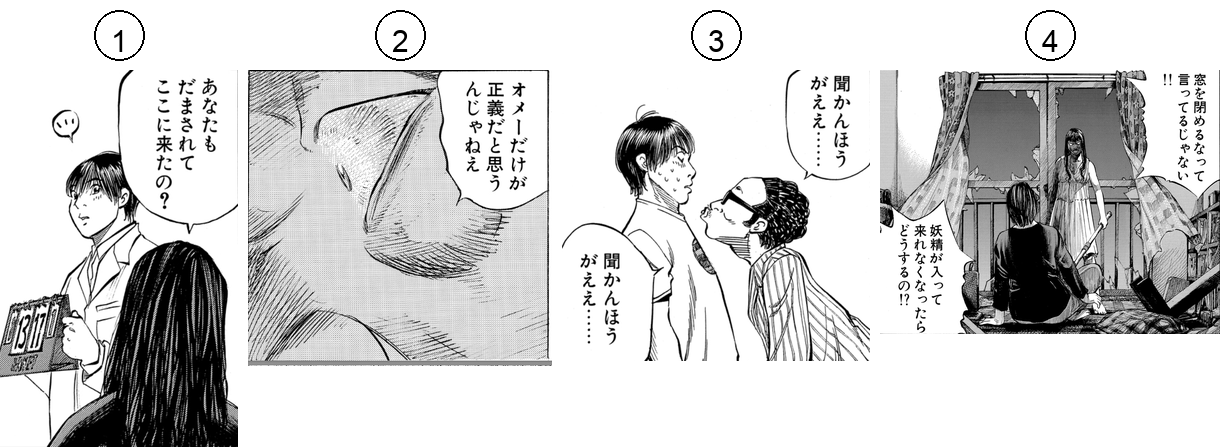 1
あなたも
だまされて
ここに来たの？
13 17
2
オメーだけが
正義だと思う
んじゃねえ
3
聞かんほう
がええ……
聞かんほう
がええ……
4
窓を閉めるなって
言ってるじゃない
!!
妖精が入って
来れなくなったら
どうするの!?